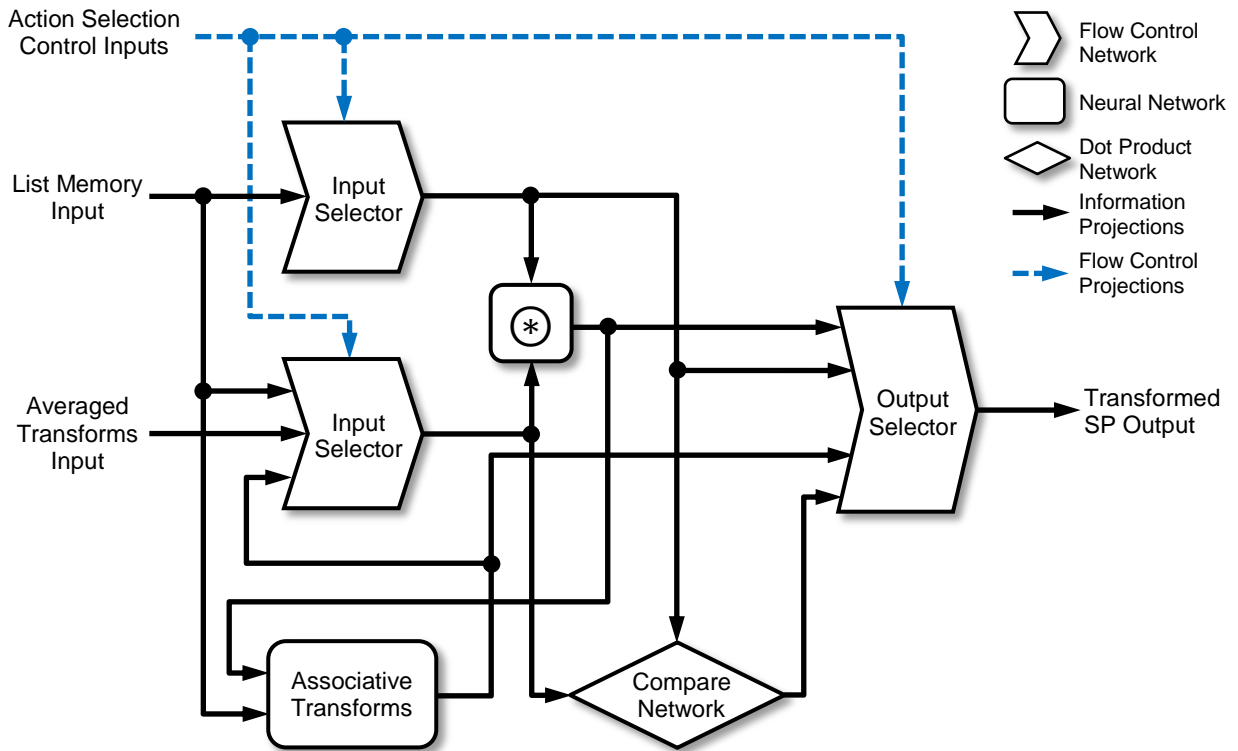 Action Selection
Control Inputs
Flow Control
Network
Neural Network
Dot Product
Network
Information
Projections
Flow Control
Projections
List Memory
Input
Input
Selector
⊛
Averaged
Transforms
Input
Input
Selector
Output
Selector
Transformed
SP Output
Associative
Transforms
Compare
Network